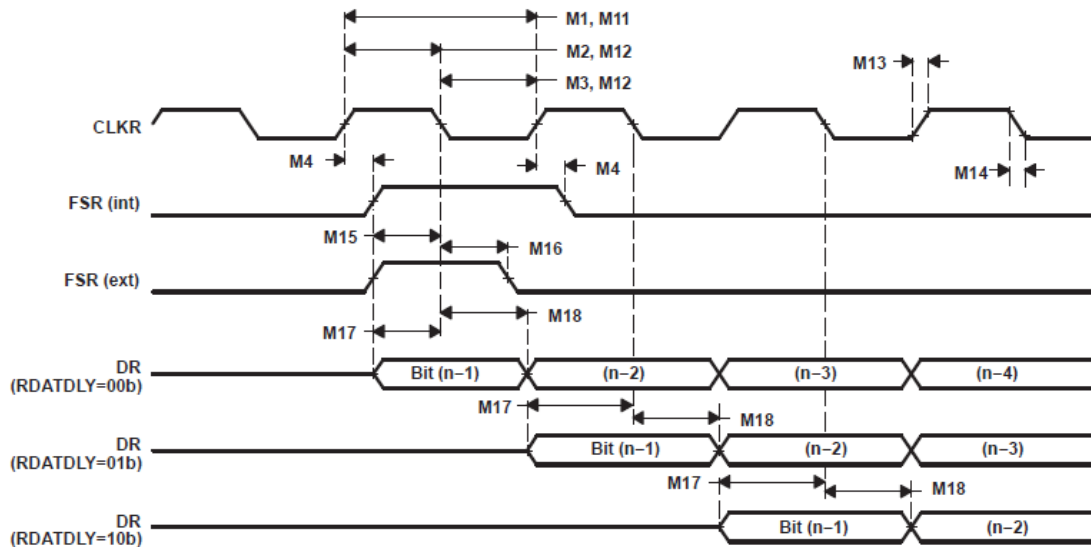 M1, M11
M2, M12
M13
M3, M12
CLKR
M4
M4
M14
FSR (int)
M15
M16
FSR (ext)
M17
M18
DR
(RDATDLY=00b)
Bit (n−1)
(n−2)
(n−3)
(n−4)
M17
M18
DR
(RDATDLY=01b)
Bit (n−1)
(n−2)
(n−3)
M17
M18
DR
(RDATDLY=10b)
Bit (n−1)
(n−2)